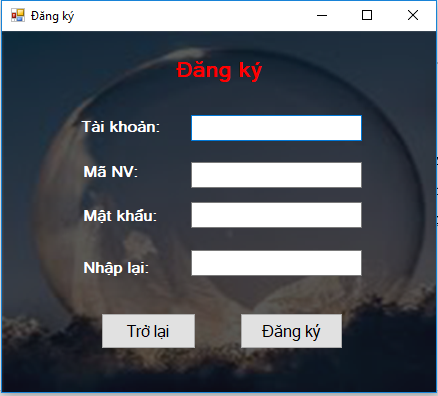 Đăng ký
Đăng ký
Tài khoản:
Mã NV:
Mật khẩu:
Nhập lại:
Trở lại
Đăng ký